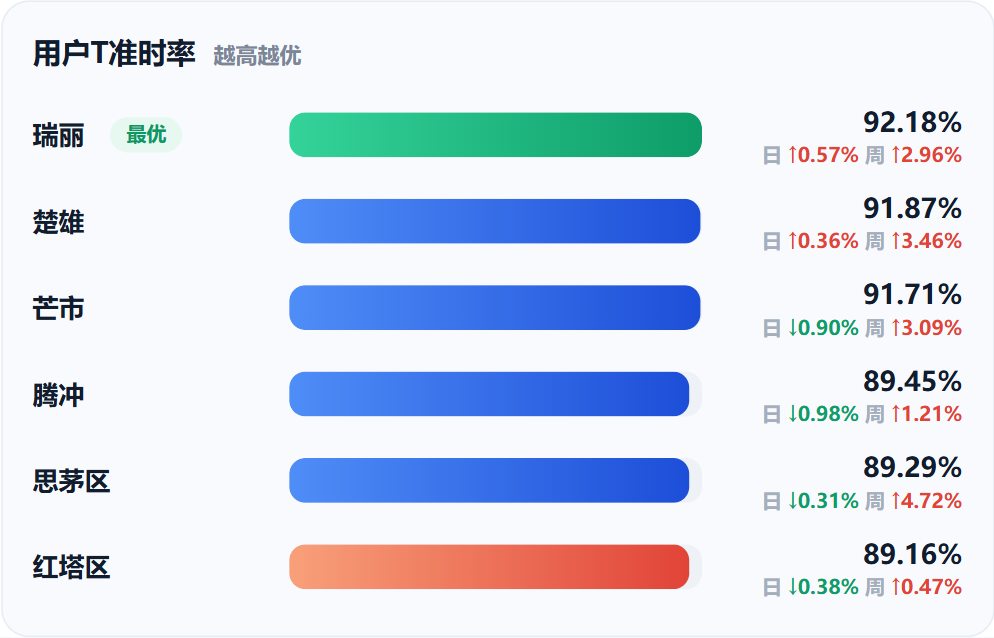 用户T准时率 越高越优
瑞丽 最优 92.18%
日 ↑0.57% 周 ↑2.96%
楚雄 91.87%
日 ↑0.36% 周 ↑3.46%
芒市 91.71%
日 ↓0.90% 周 ↑3.09%
腾冲 89.45%
日 ↓0.98% 周 ↑1.21%
思茅区 89.29%
日 ↓0.31% 周 ↑4.72%
红塔区 89.16%
日 ↓0.38% 周 ↑0.47%